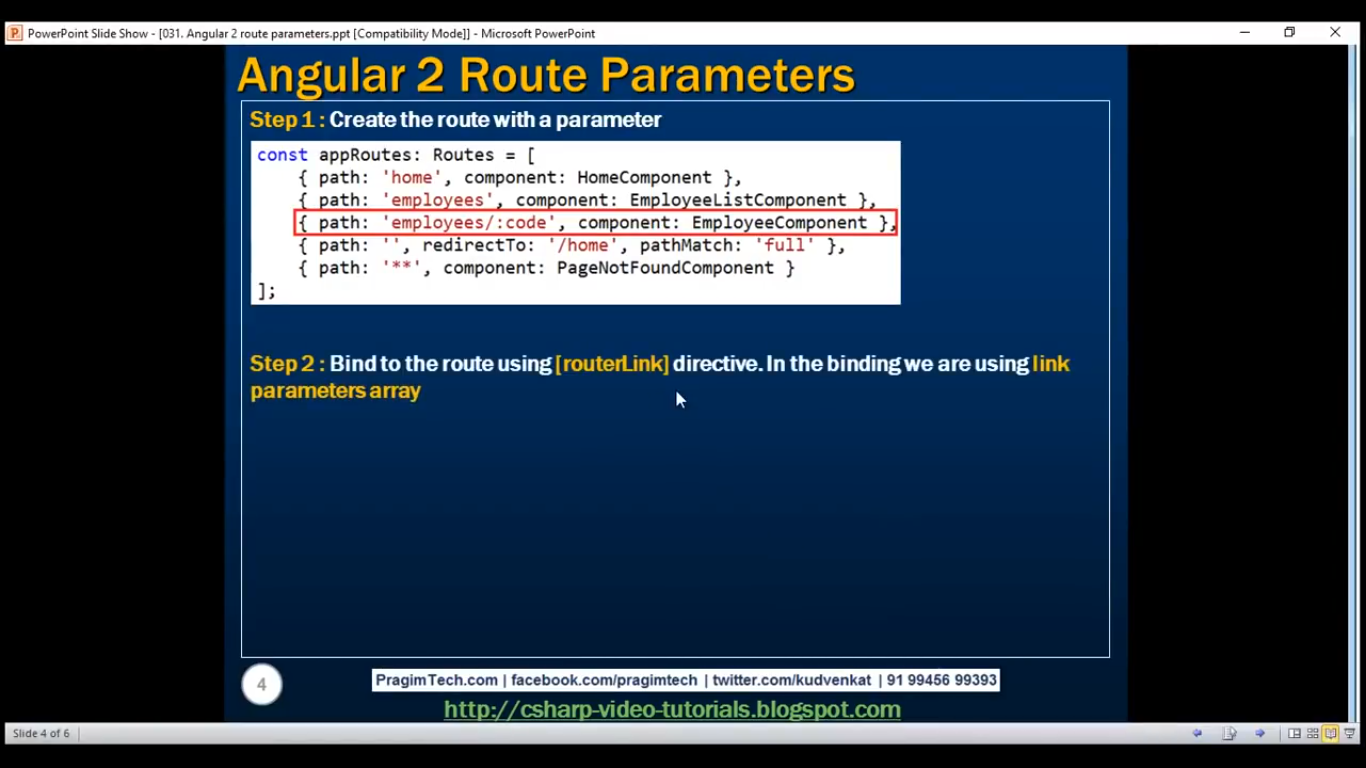 PowerPoint Slide Show - [031. Angular 2 route parameters.ppt [Compatibility Mode]] - Microsoft PowerPoint
Angular 2 Route Parameters
Step 1 : Create the route with a parameter
const appRoutes: Routes = [
{ path: 'home', component: HomeComponent },
{ path: 'employees', component: EmployeeListComponent },
{ path: 'employees/:code', component: EmployeeComponent },
{ path: '', redirectTo: '/home', pathMatch: 'full' },
{ path: '**', component: PageNotFoundComponent }
];
Step 2 : Bind to the route using [routerLink] directive. In the binding we are using link
parameters array
4
PragimTech.com | facebook.com/pragimtech | twitter.com/kudvenkat | 91 99456 99393
http://csharp-video-tutorials.blogspot.com
Slide 4 of 6